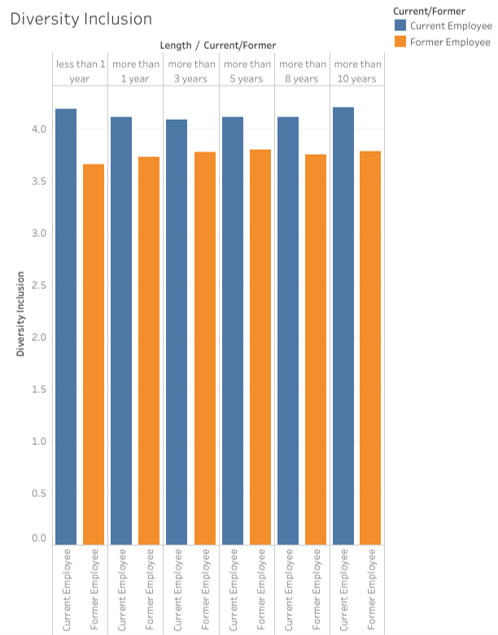 Diversity Inclusion
Current/Former
Current Employee
Former Employee
Length / Current/Former
less than 1 year
more than 1 year
more than 3 years
more than 5 years
more than 8 years
more than 10 years
Diversity Inclusion
4.0
3.5
3.0
2.5
2.0
1.5
1.0
0.5
0.0
Current Employee
Former Employee
Current Employee
Former Employee
Current Employee
Former Employee
Current Employee
Former Employee
Current Employee
Former Employee
Current Employee
Former Employee